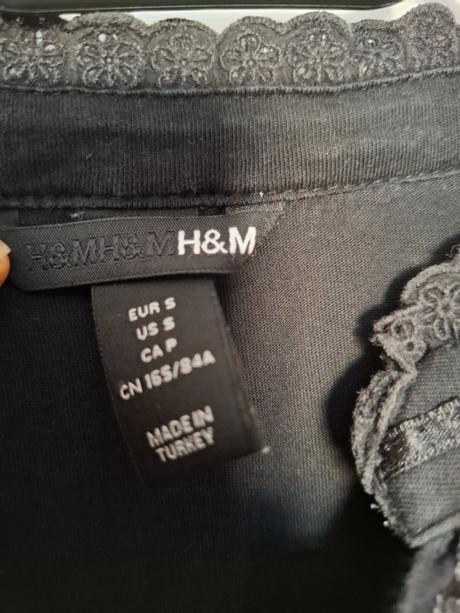 H&MH&MH&M
EUR S
US S
CA P
CN 165/84A
MADE IN
TURKEY